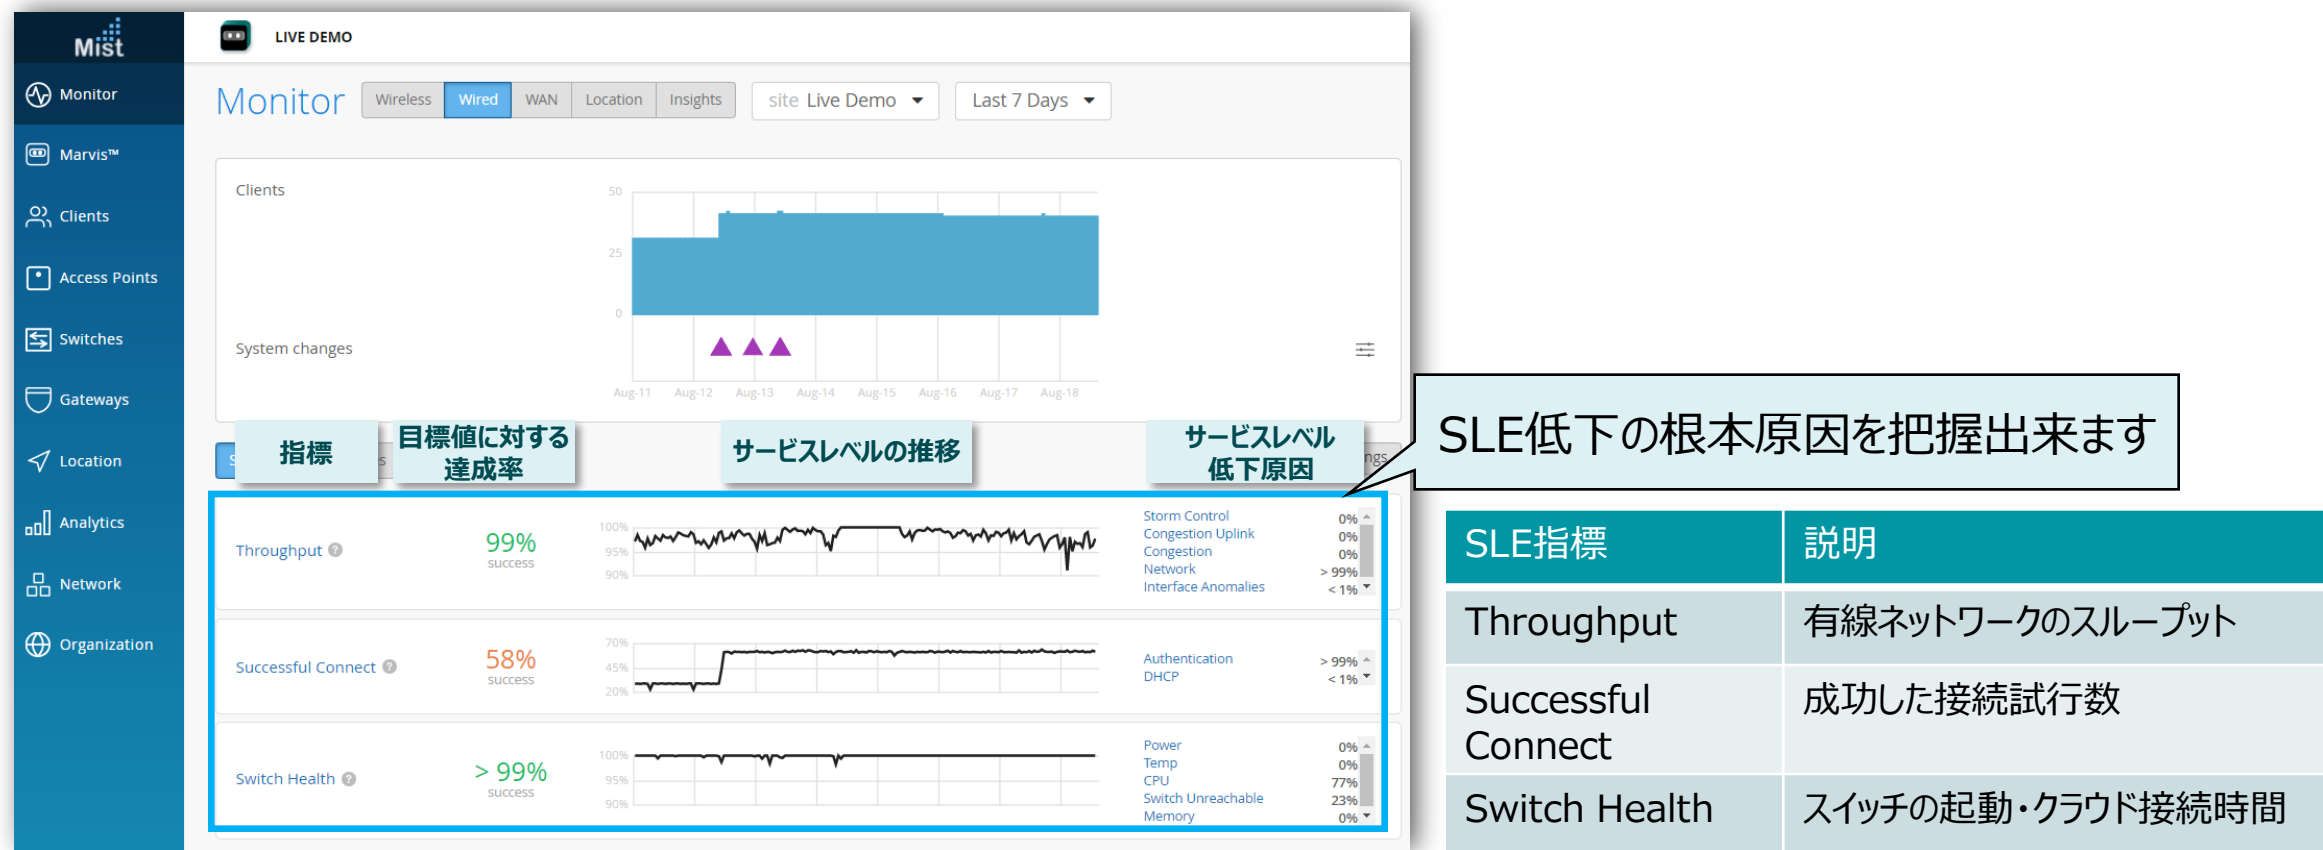 Mist
LIVE DEMO
Monitor
Marvis™
Clients
Access Points
Switches
Gateways
Location
Analytics
Network
Organization
Monitor
Wireless Wired WAN Location Insights
site Live Demo
Last 7 Days
Clients
50
25
0
System changes
Aug-11 Aug-12 Aug-13 Aug-14 Aug-15 Aug-16 Aug-17 Aug-18
指標
目標値に対する
達成率
サービスレベルの推移
サービスレベル
低下原因
ngs
Throughput
99%
success
100%
95%
90%
Storm Control 0%
Congestion Uplink 0%
Congestion 0%
Network > 99%
Interface Anomalies < 1%
Successful Connect
58%
success
70%
45%
20%
Authentication > 99%
DHCP < 1%
Switch Health
> 99%
success
100%
95%
90%
Power 0%
Temp 0%
CPU 77%
Switch Unreachable 23%
Memory 0%
SLE低下の根本原因を把握出来ます
SLE指標 説明
Throughput 有線ネットワークのスループット
Successful
Connect
成功した接続試行数
Switch Health スイッチの起動・クラウド接続時間